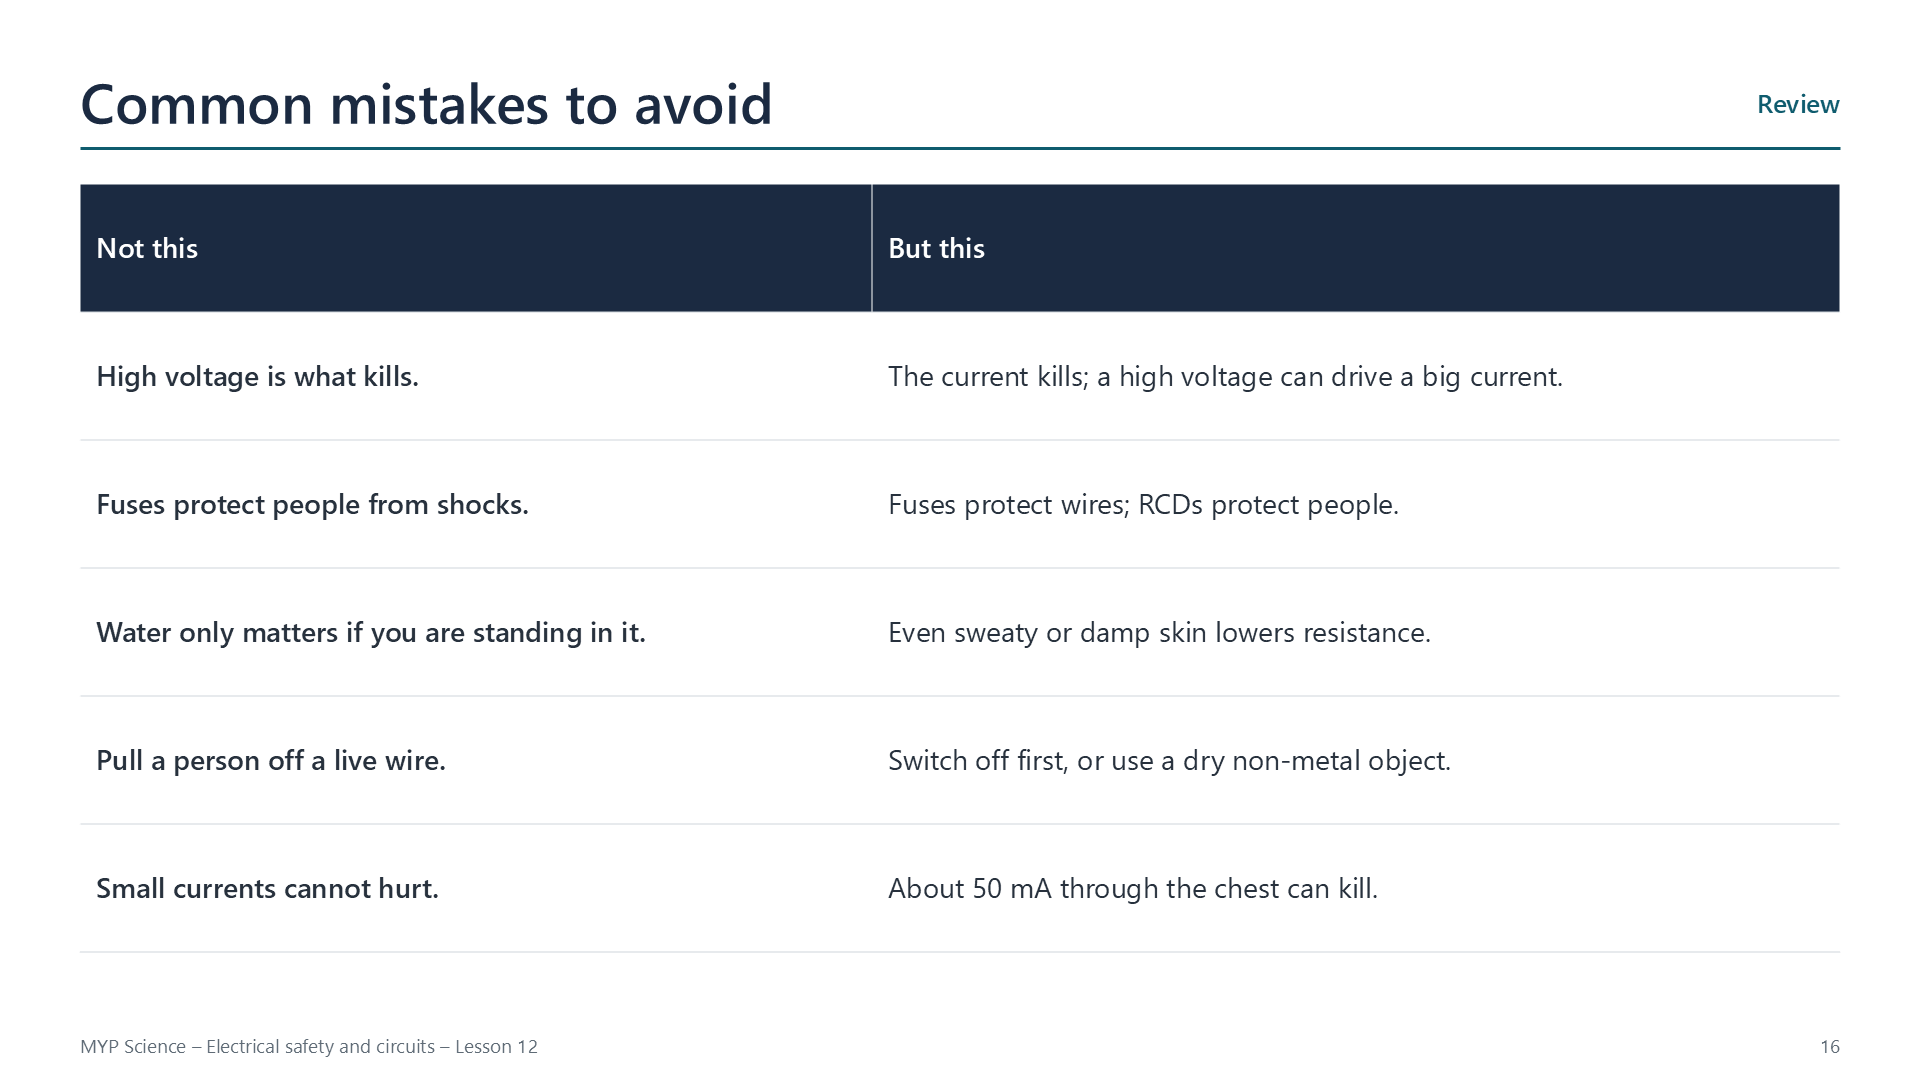 Common mistakes to avoid
Review
Not this
But this
High voltage is what kills.
The current kills; a high voltage can drive a big current.
Fuses protect people from shocks.
Fuses protect wires; RCDs protect people.
Water only matters if you are standing in it.
Even sweaty or damp skin lowers resistance.
Pull a person off a live wire.
Switch off first, or use a dry non-metal object.
Small currents cannot hurt.
About 50 mA through the chest can kill.
MYP Science – Electrical safety and circuits – Lesson 12
16